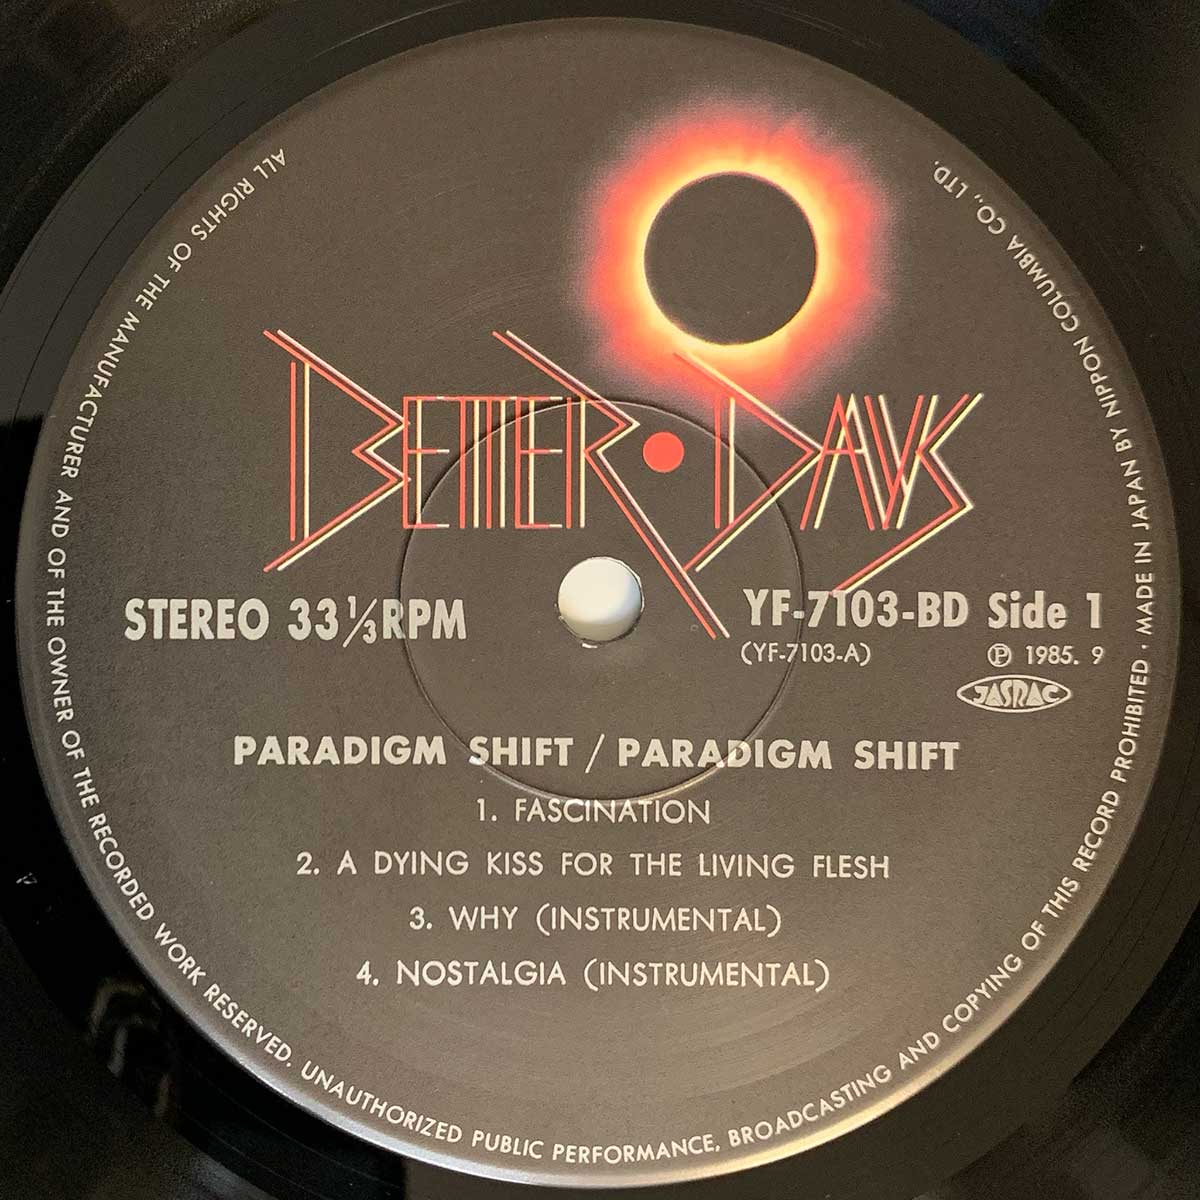 BETTER • DAYS
STEREO 33⅓RPM
YF-7103-BD Side 1
(YF-7103-A)
Ⓟ 1985. 9
JASRAC
PARADIGM SHIFT / PARADIGM SHIFT
1. FASCINATION
2. A DYING KISS FOR THE LIVING FLESH
3. WHY (INSTRUMENTAL)
4. NOSTALGIA (INSTRUMENTAL)
ALL RIGHTS OF THE MANUFACTURER AND OF THE OWNER OF THE RECORDED WORK RESERVED. UNAUTHORIZED PUBLIC PERFORMANCE, BROADCASTING AND COPYING OF THIS RECORD PROHIBITED • MADE IN JAPAN BY NIPPON COLUMBIA CO., LTD.